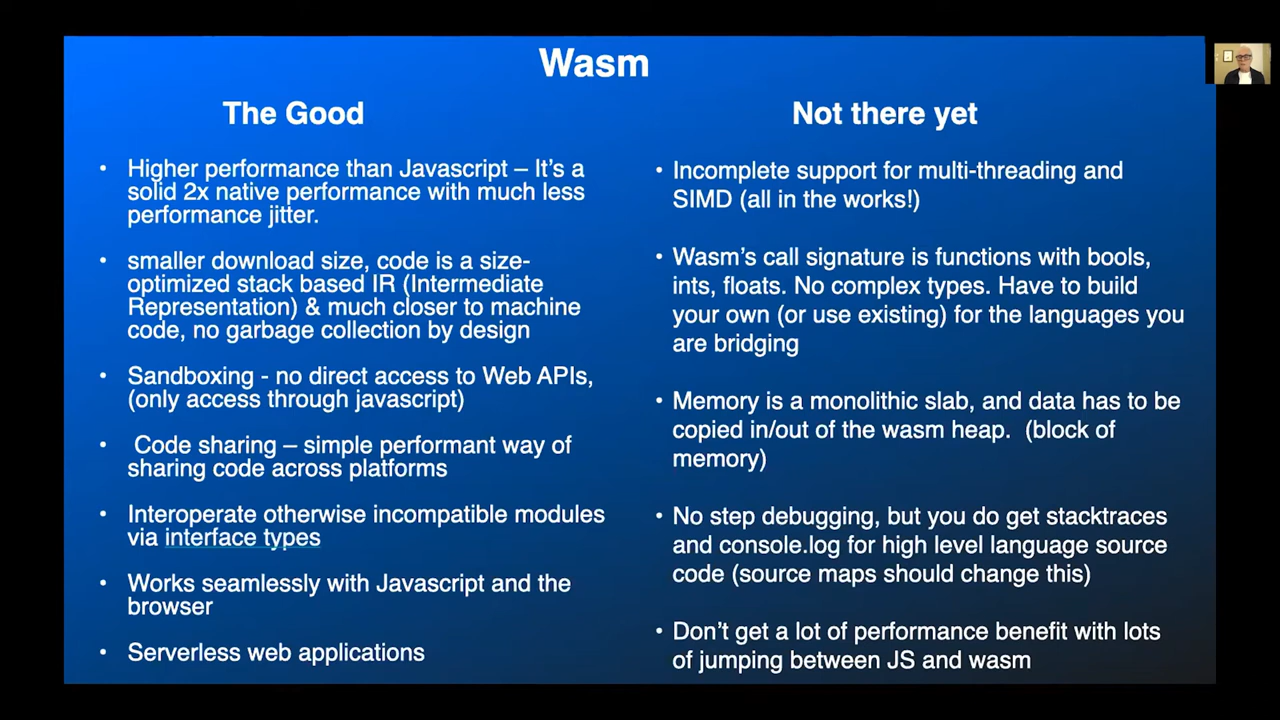 Wasm
The Good
• Higher performance than Javascript – It's a
solid 2x native performance with much less
performance jitter.
• smaller download size, code is a size-
optimized stack based IR (Intermediate
Representation) & much closer to machine
code, no garbage collection by design
• Sandboxing - no direct access to Web APIs,
(only access through javascript)
• Code sharing – simple performant way of
sharing code across platforms
• Interoperate otherwise incompatible modules
via interface types
• Works seamlessly with Javascript and the
browser
• Serverless web applications
Not there yet
• Incomplete support for multi-threading and
SIMD (all in the works!)
• Wasm's call signature is functions with bools,
ints, floats. No complex types. Have to build
your own (or use existing) for the languages you
are bridging
• Memory is a monolithic slab, and data has to be
copied in/out of the wasm heap. (block of
memory)
• No step debugging, but you do get stacktraces
and console.log for high level language source
code (source maps should change this)
• Don't get a lot of performance benefit with lots
of jumping between JS and wasm